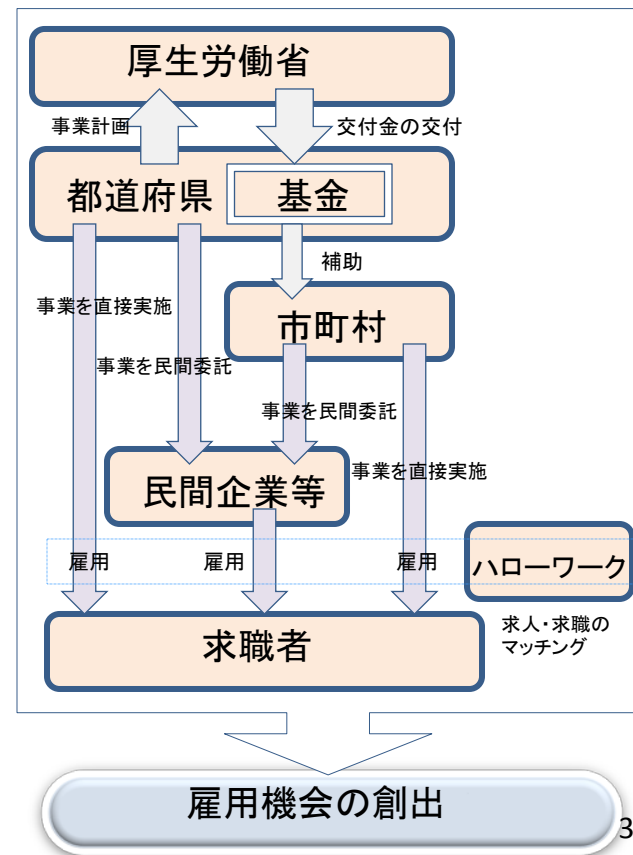 厚生労働省
事業計画
交付金の交付
都道府県
基金
補助
事業を直接実施
市町村
事業を民間委託
事業を民間委託
事業を直接実施
民間企業等
雇用
雇用
雇用
ハローワーク
求職者
求人・求職の
マッチング
雇用機会の創出
3